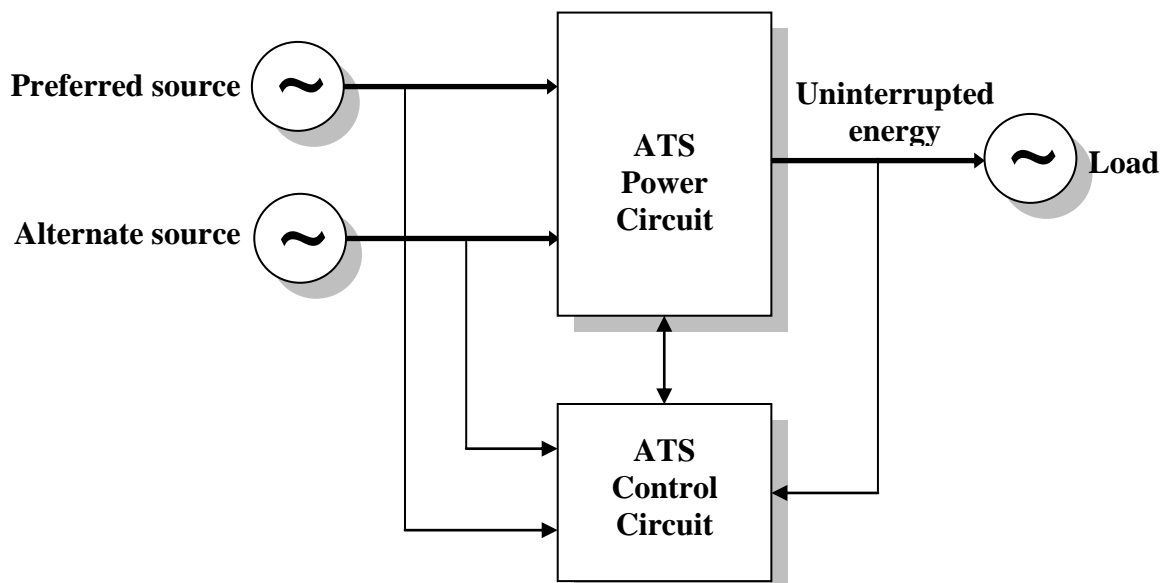 Preferred source
Alternate source
ATS
Power
Circuit
Uninterrupted
energy
Load
ATS
Control
Circuit